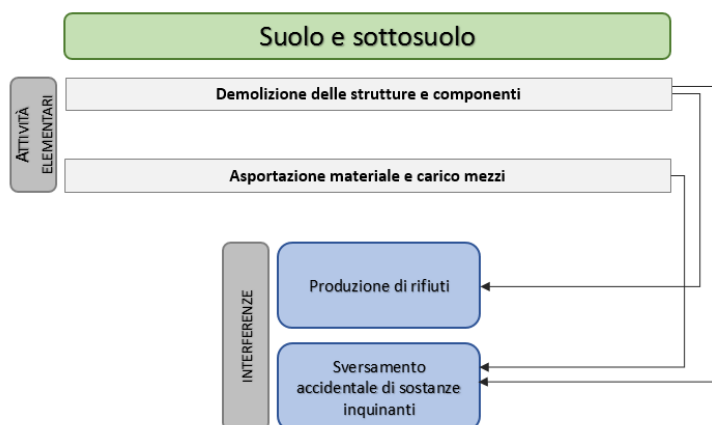 Suolo e sottosuolo
ATTIVITÀ
ELEMENTARI
Demolizione delle strutture e componenti
Asportazione materiale e carico mezzi
INTERFERENZE
Produzione di rifiuti
Sversamento
accidentale di sostanze
inquinanti